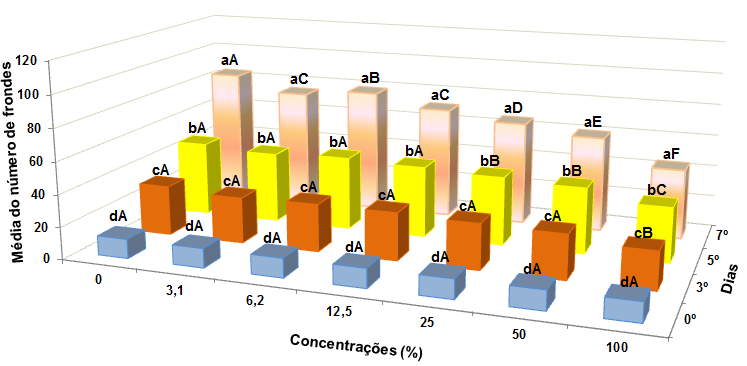 Média do número de frondes
120
100
80
60
40
20
0
aA
aC
aB
aC
aD
aE
aF
bA
bA
bA
bA
bB
bB
bC
cA
cA
cA
cA
cA
cA
cB
dA
dA
dA
dA
dA
dA
dA
0
3,1
6,2
12,5
25
50
100
Concentrações (%)
7º
5º
3º
0º
Dias